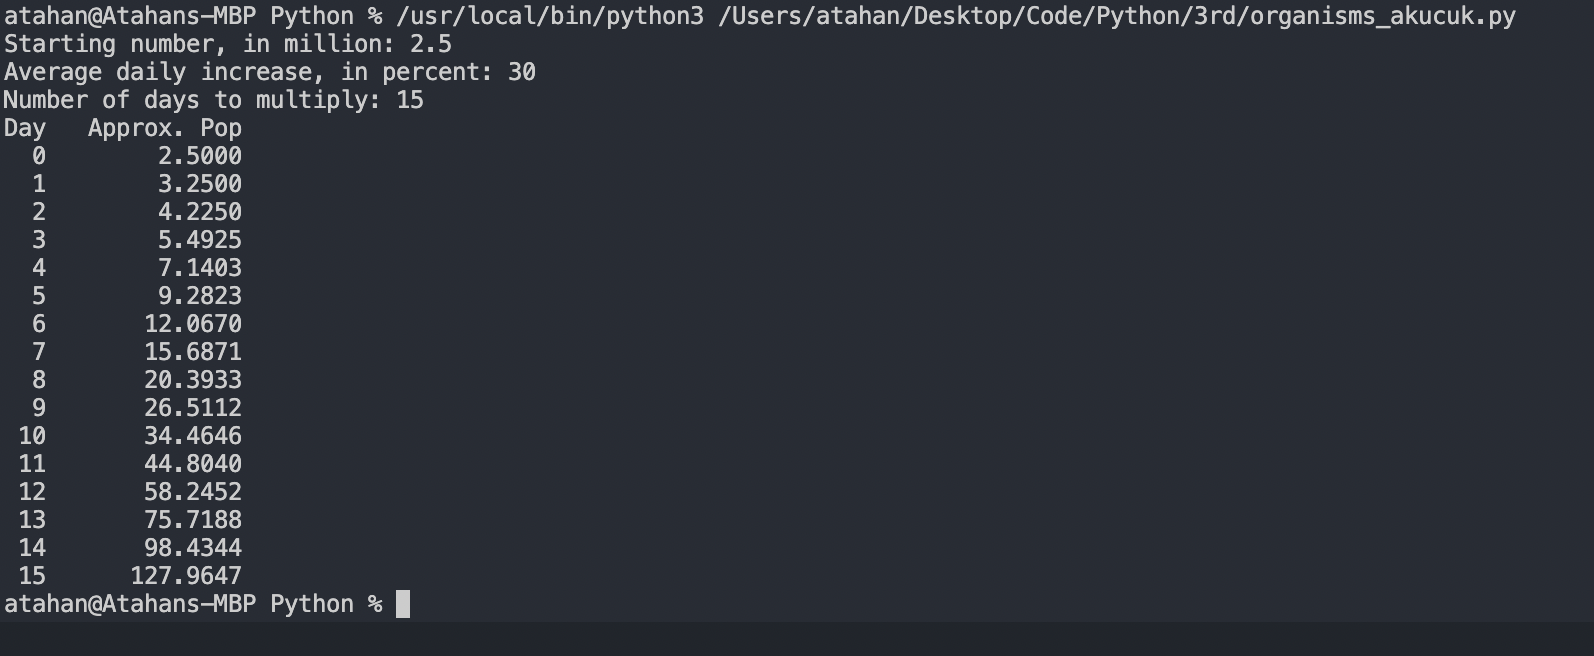 atahan@Atahans-MBP Python % /usr/local/bin/python3 /Users/atahan/Desktop/Code/Python/3rd/organisms_akucuk.py
Starting number, in million: 2.5
Average daily increase, in percent: 30
Number of days to multiply: 15
Day   Approx. Pop
  0        2.5000
  1        3.2500
  2        4.2250
  3        5.4925
  4        7.1403
  5        9.2823
  6       12.0670
  7       15.6871
  8       20.3933
  9       26.5112
 10       34.4646
 11       44.8040
 12       58.2452
 13       75.7188
 14       98.4344
 15      127.9647
atahan@Atahans-MBP Python %